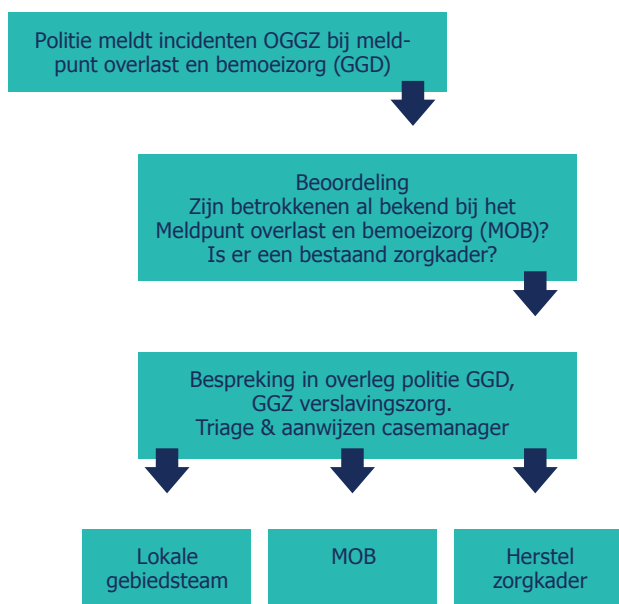 Politie meldt incidenten OGGZ bij meld-
punt overlast en bemoeizorg (GGD)
Beoordeling
Zijn betrokkenen al bekend bij het
Meldpunt overlast en bemoeizorg (MOB)?
Is er een bestaand zorgkader?
Bespreking in overleg politie GGD,
GGZ verslavingszorg.
Triage & aanwijzen casemanager
Lokale
gebiedsteam
MOB
Herstel
zorgkader